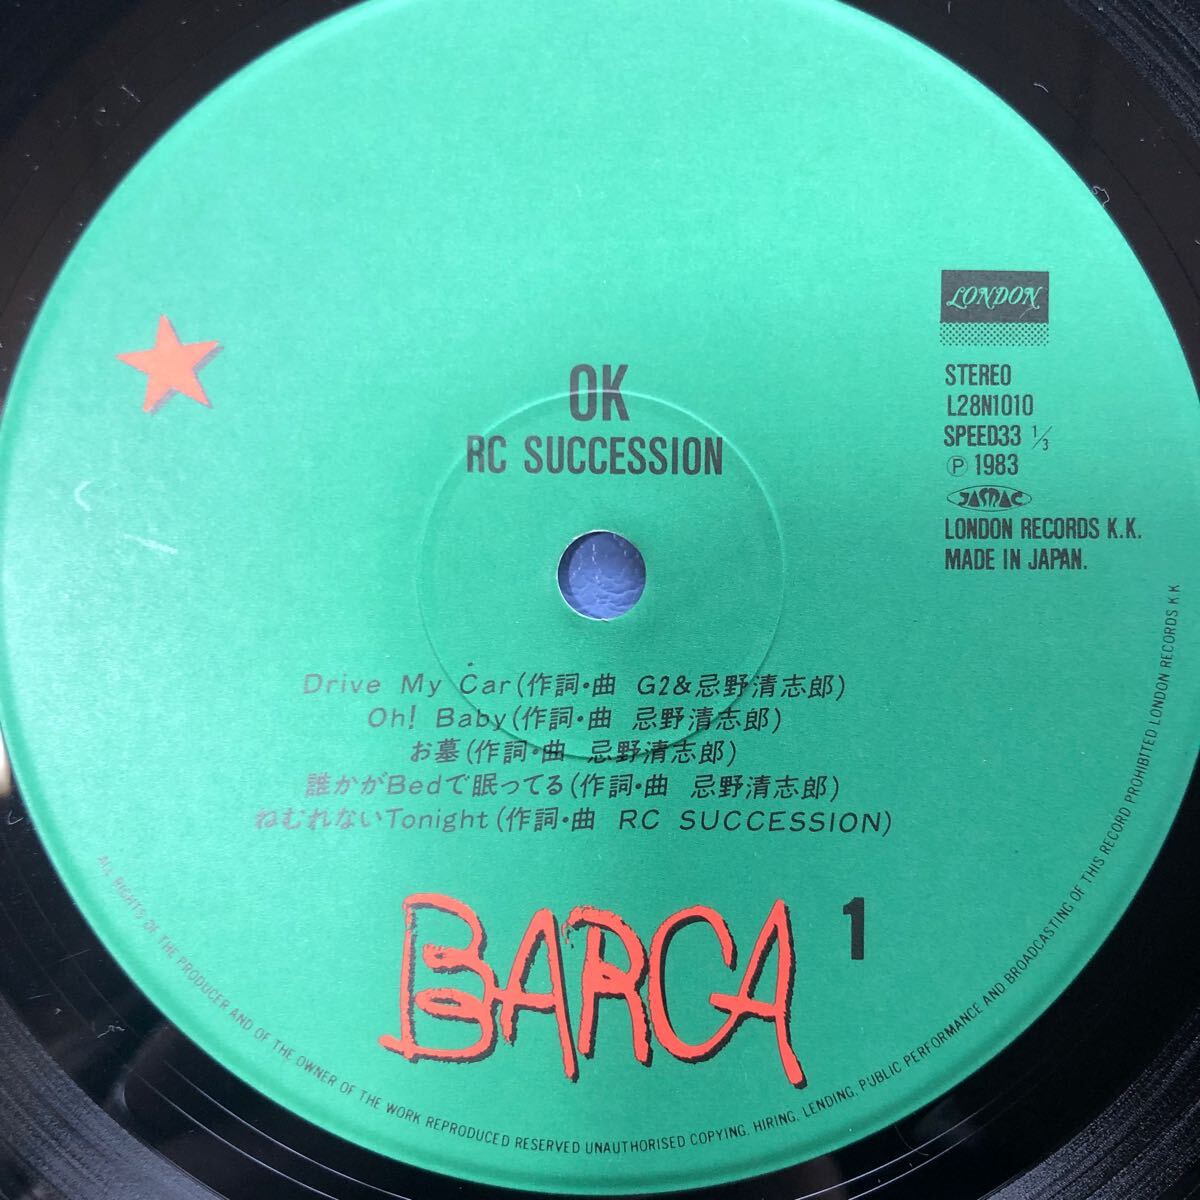 LONDON
OK
RC SUCCESSION
STEREO
L28N1010
SPEED33 1/3
Ⓟ 1983
JASRAC
LONDON RECORDS K.K.
MADE IN JAPAN.
Drive My Car(作詞・曲 G2&忌野清志郎)
Oh! Baby(作詞・曲 忌野清志郎)
お墓(作詞・曲 忌野清志郎)
誰かがBedで眠ってる(作詞・曲 忌野清志郎)
ねむれないTonight(作詞・曲 RC SUCCESSION)
BARCA
1
ALL RIGHTS OF THE PRODUCER AND OF THE OWNER OF THE WORK REPRODUCED RESERVED UNAUTHORISED COPYING, HIRING, LENDING, PUBLIC PERFORMANCE AND BROADCASTING OF THIS RECORD PROHIBITED LONDON RECORDS K.K